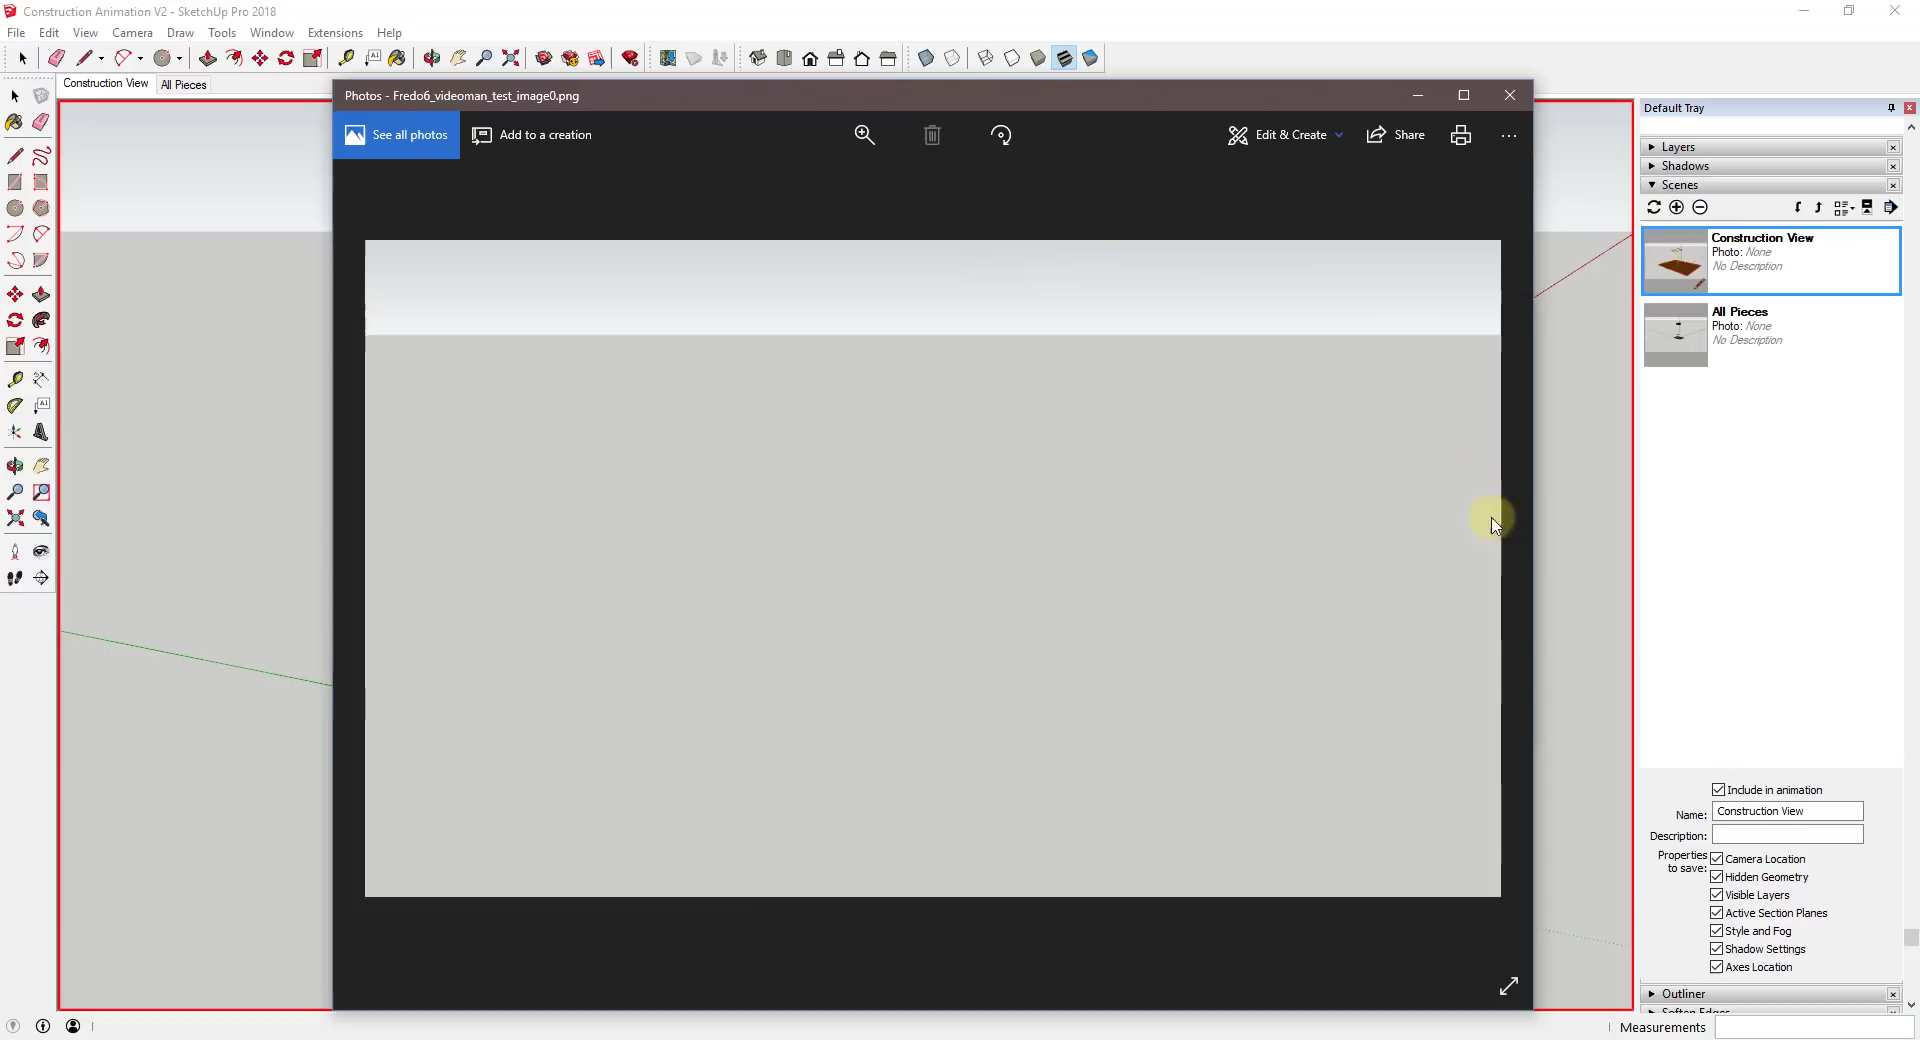 Construction Animation V2 - SketchUp Pro 2018
File Edit View Camera Draw Tools Window Extensions Help
Construction View All Pieces
Photos - Fredo6_videoman_test_image0.png
See all photos Add to a creation Edit & Create Share
Default Tray
Layers
Shadows
Scenes
Construction View
Photo: None
No Description
All Pieces
Photo: None
No Description
Include in animation
Name: Construction View
Description:
Properties to save:
Camera Location
Hidden Geometry
Visible Layers
Active Section Planes
Style and Fog
Shadow Settings
Axes Location
Outliner
Measurements